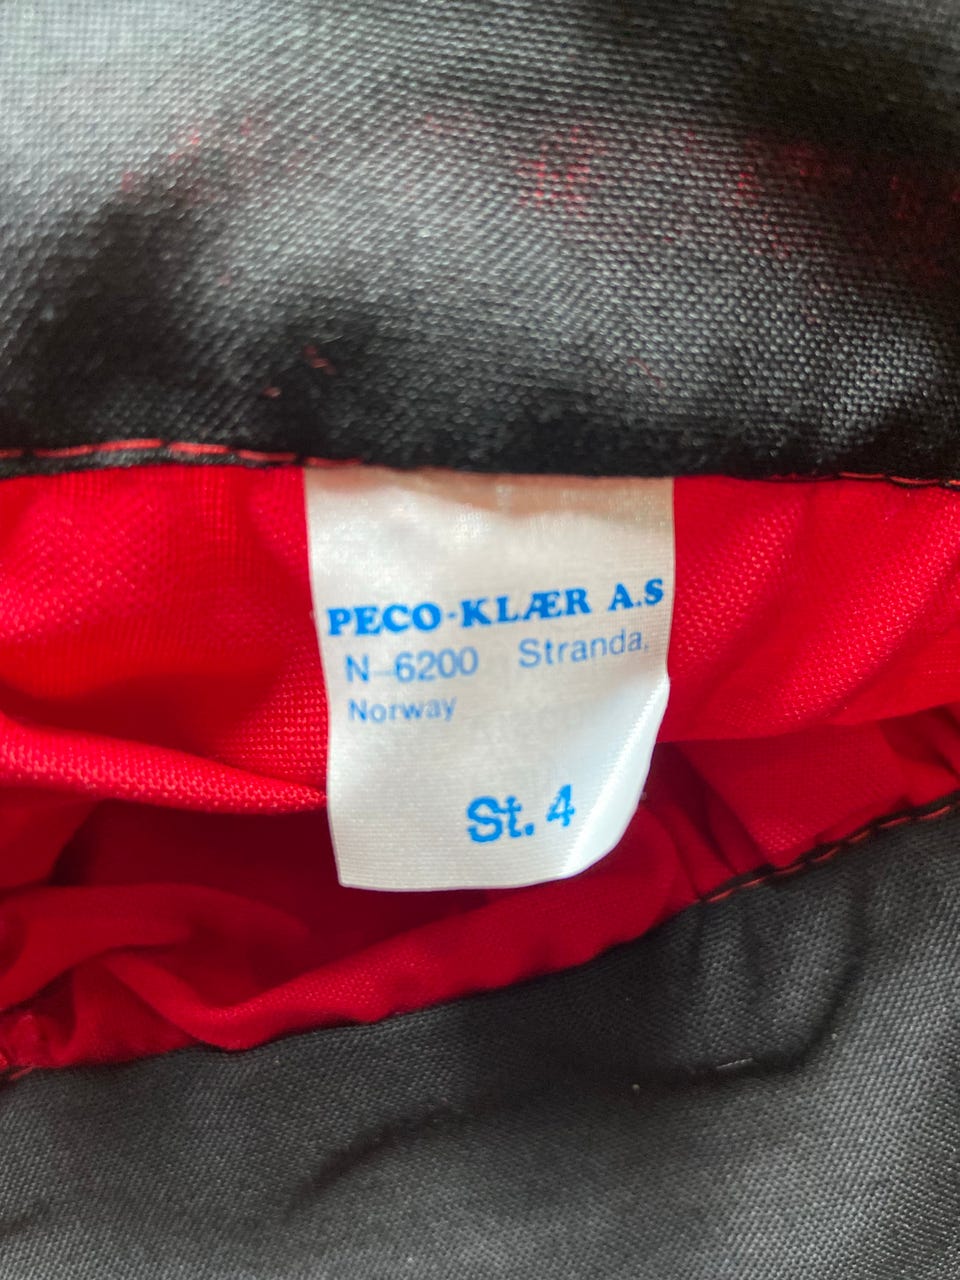 PECO-KLÆR A.S
N-6200 Stranda,
Norway
St. 4